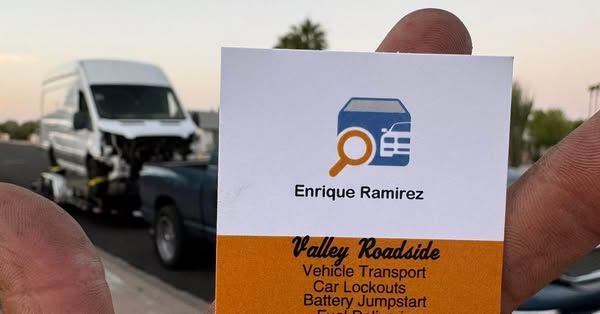 Enrique Ramirez
Valley Roadside
Vehicle Transport
Car Lockouts
Battery Jumpstart